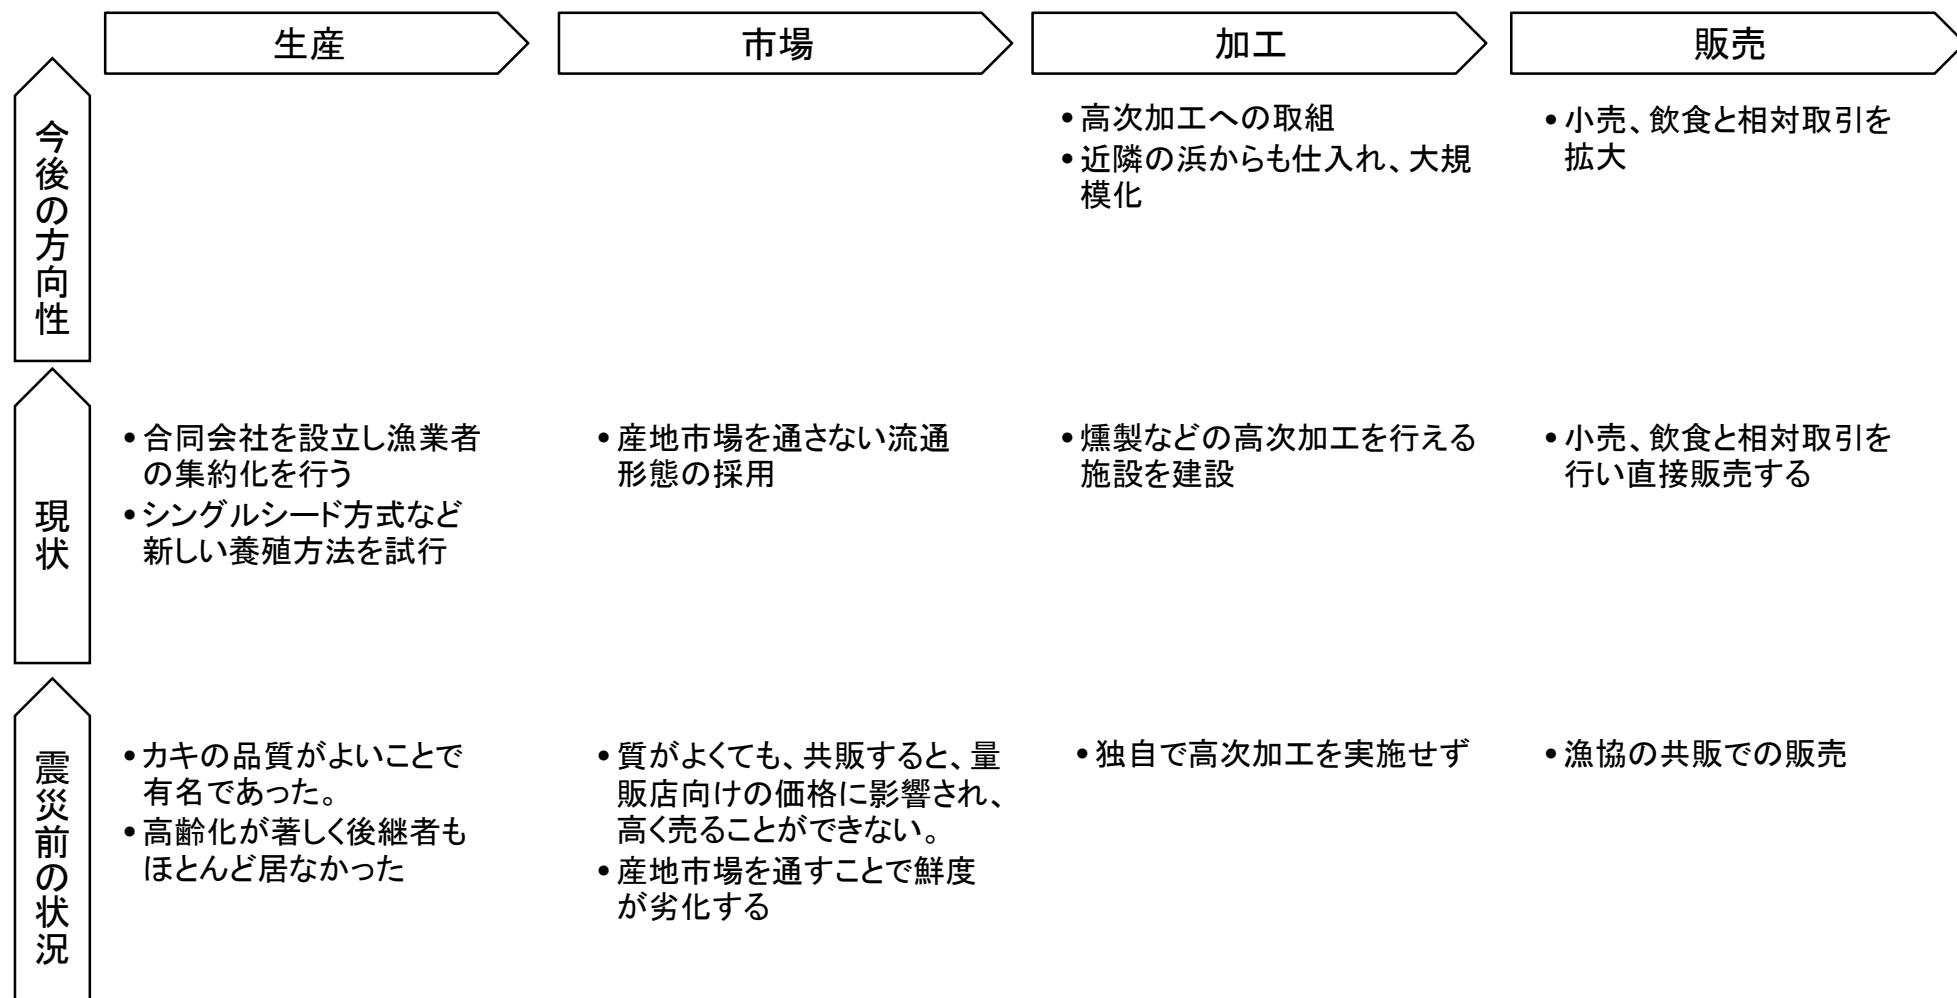 生産
市場
加工
販売
今後の方向性
•高次加工への取組
•近隣の浜からも仕入れ、大規
模化
•小売、飲食と相対取引を
拡大
現状
•合同会社を設立し漁業者
の集約化を行う
•シングルシード方式など
新しい養殖方法を試行
•産地市場を通さない流通
形態の採用
•燻製などの高次加工を行える
施設を建設
•小売、飲食と相対取引を
行い直接販売する
震災前の状況
•カキの品質がよいことで
有名であった。
•高齢化が著しく後継者も
ほとんど居なかった
•質がよくても、共販すると、量
販店向けの価格に影響され、
高く売ることができない。
•産地市場を通すことで鮮度
が劣化する
•独自で高次加工を実施せず
•漁協の共販での販売